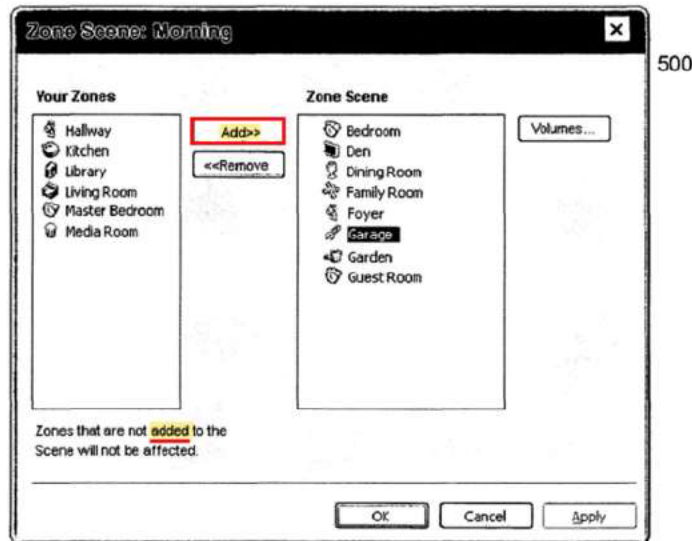 Zone Scene: Morning
500
Your Zones
Hallway
Kitchen
Library
Living Room
Master Bedroom
Media Room
Add>>
<<Remove
Zone Scene
Bedroom
Den
Dining Room
Family Room
Foyer
Garage
Garden
Guest Room
Volumes...
Zones that are not added to the
Scene will not be affected.
OK
Cancel
Apply